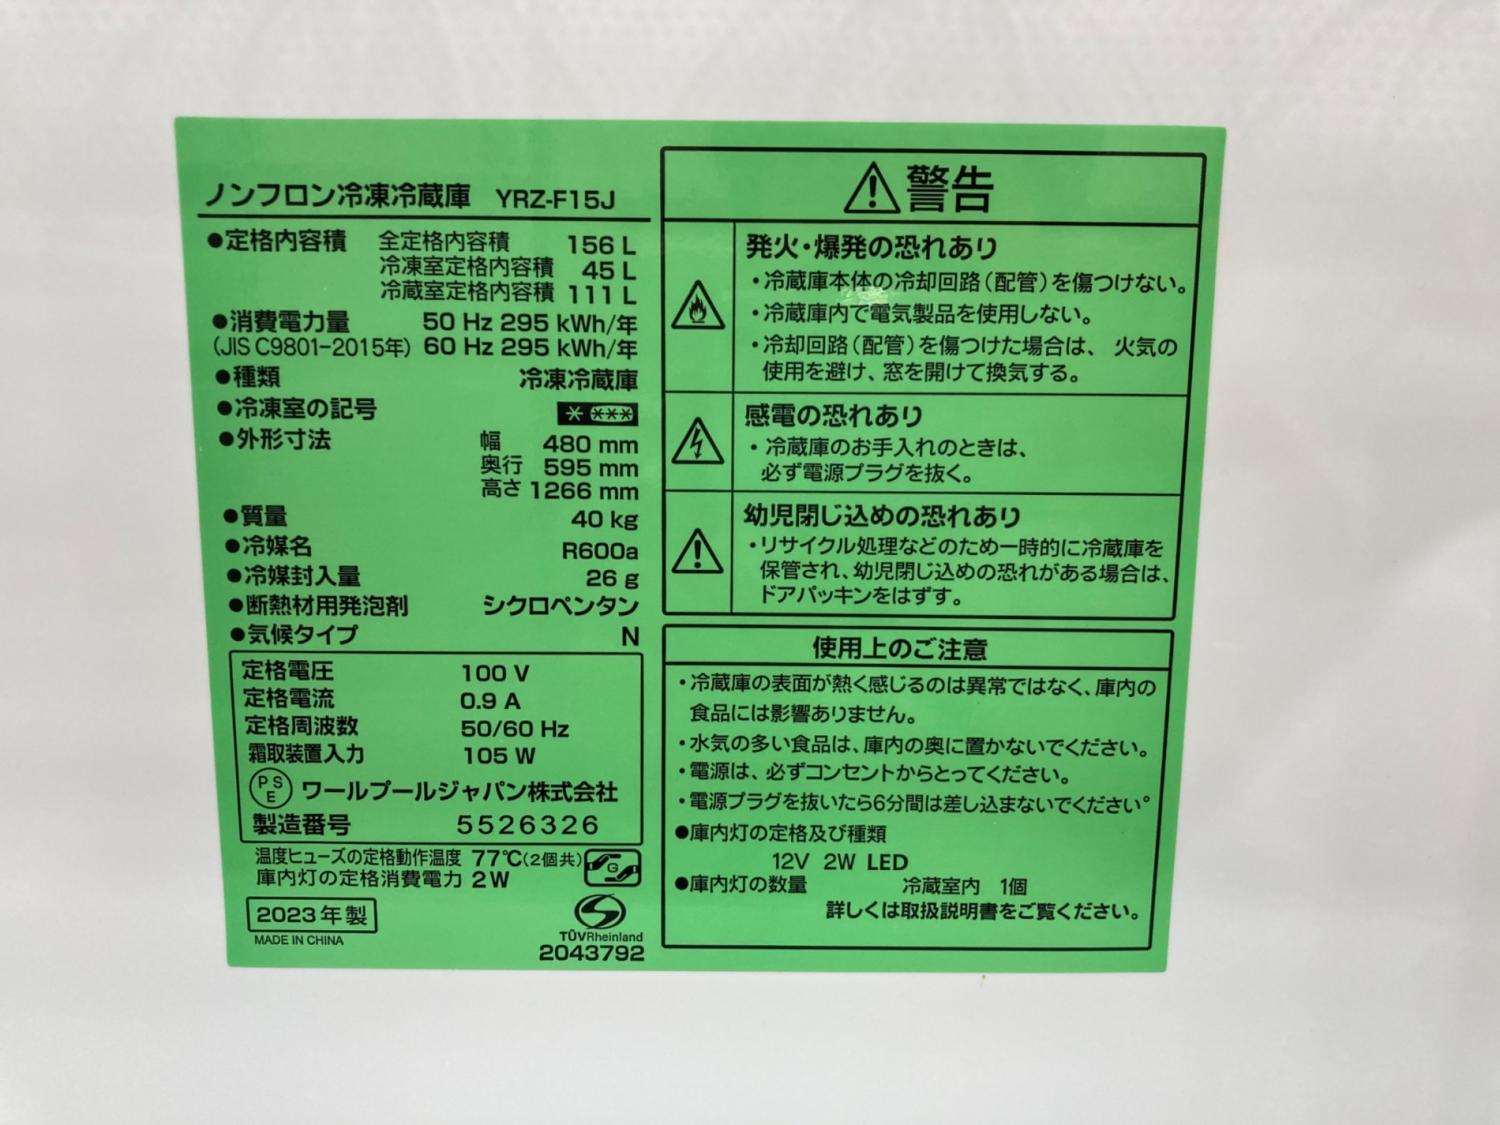 ノンフロン冷凍冷蔵庫 YRZ-F15J
●定格内容積 全定格内容積 156 L
冷凍室定格内容積 45 L
冷蔵室定格内容積 111 L
●消費電力量 50 Hz 295 kWh/年
(JIS C9801-2015年) 60 Hz 295 kWh/年
●種類 冷凍冷蔵庫
●冷凍室の記号
●外形寸法 幅 480 mm
奥行 595 mm
高さ 1266 mm
●質量 40 kg
●冷媒名 R600a
●冷媒封入量 26 g
●断熱材用発泡剤 シクロペンタン
●気候タイプ N
定格電圧 100 V
定格電流 0.9 A
定格周波数 50/60 Hz
霜取装置入力 105 W
PSE ワールプールジャパン株式会社
製造番号 5526326
温度ヒューズの定格動作温度 77℃(2個共)
G
庫内灯の定格消費電力 2W
2023年製
MADE IN CHINA
TÜVRheinland
2043792
警告
発火・爆発の恐れあり
・冷蔵庫本体の冷却回路(配管)を傷つけない。
・冷蔵庫内で電気製品を使用しない。
・冷却回路(配管)を傷つけた場合は、火気の
使用を避け、窓を開けて換気する。
感電の恐れあり
・冷蔵庫のお手入れのときは、
必ず電源プラグを抜く。
幼児閉じ込めの恐れあり
・リサイクル処理などのため一時的に冷蔵庫を
保管され、幼児閉じ込めの恐れがある場合は、
ドアパッキンをはずす。
使用上のご注意
・冷蔵庫の表面が熱く感じるのは異常ではなく、庫内の
食品には影響ありません。
・水気の多い食品は、庫内の奥に置かないでください。
・電源は、必ずコンセントからとってください。
・電源プラグを抜いたら6分間は差し込まないでください。
●庫内灯の定格及び種類
12V 2W LED
●庫内灯の数量 冷蔵室内 1個
詳しくは取扱説明書をご覧ください。